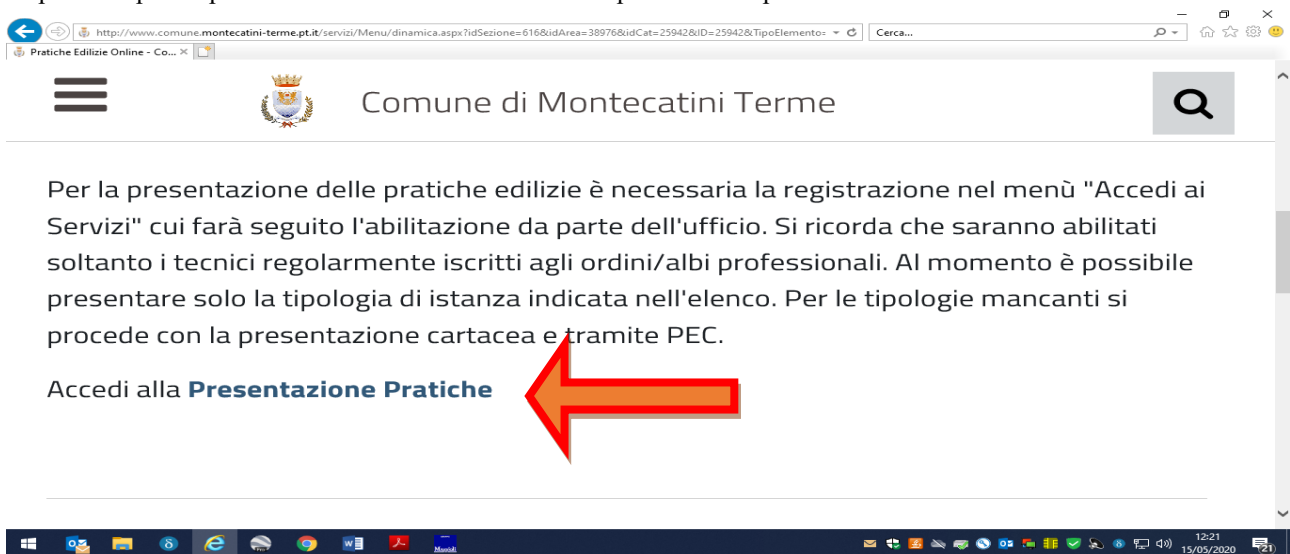 http://www.comune.montecatini-terme.pt.it/servizi/Menu/dinamica.aspx?idSezione=616&idArea=38976&idCat=25942&ID=25942&TipoElemento=
Cerca...
Pratiche Edilizie Online - Co...
Comune di Montecatini Terme
Per la presentazione delle pratiche edilizie è necessaria la registrazione nel menù "Accedi ai
Servizi" cui farà seguito l'abilitazione da parte dell'ufficio. Si ricorda che saranno abilitati
soltanto i tecnici regolarmente iscritti agli ordini/albi professionali. Al momento è possibile
presentare solo la tipologia di istanza indicata nell'elenco. Per le tipologie mancanti si
procede con la presentazione cartacea e tramite PEC.
Accedi alla Presentazione Pratiche
12:21
15/05/2020
21